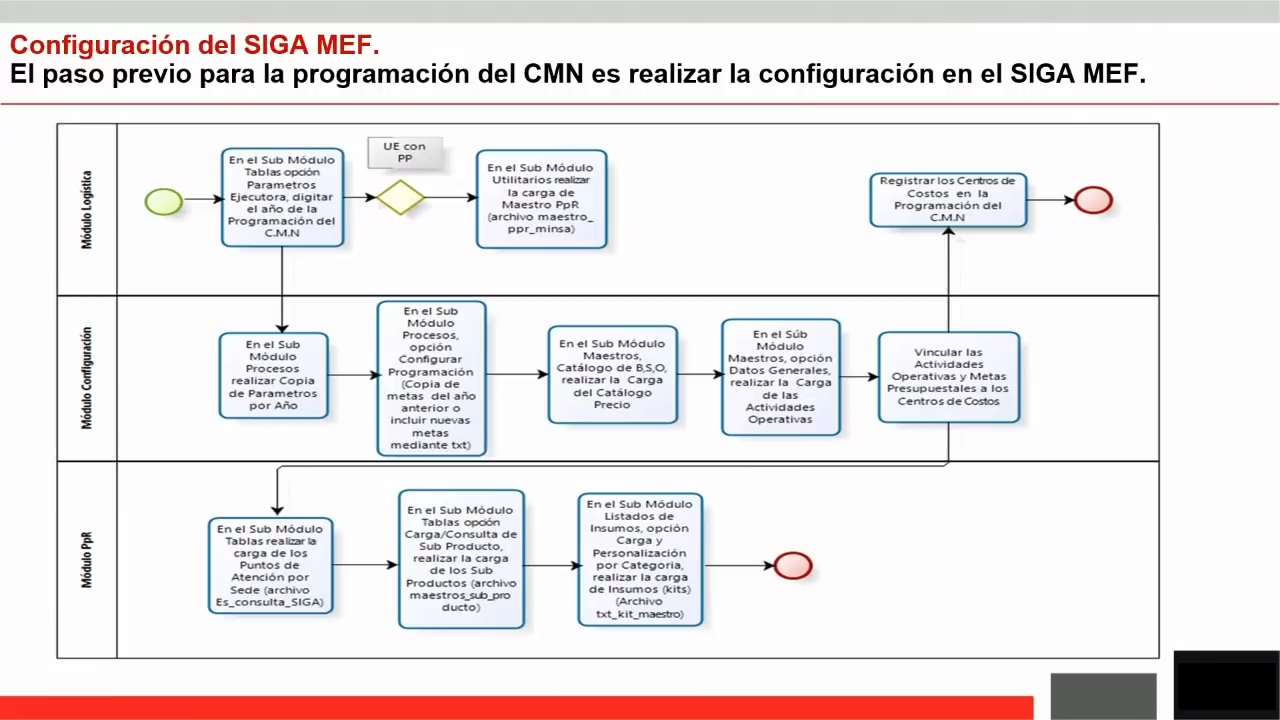 Configuración del SIGA MEF.
El paso previo para la programación del CMN es realizar la configuración en el SIGA MEF.
Módulo Logística
En el Sub Módulo
Tablas opción
Parametros
Ejecutora, digitar
el año de la
Programación del
C.M.N
UE con
PP
En el Sub Módulo
Utilitarios realizar
la carga de
Maestro PpR
(archivo maestro_
ppr_minsa)
Registrar los Centros de
Costos en la
Programación del
C.M.N
Módulo Configuración
En el Sub
Módulo
Procesos
realizar Copia
de Parametros
por Año
En el Sub
Módulo
Procesos,
opción
Configurar
Programación
(Copia de
metas del año
anterior o
incluir nuevas
metas
mediante txt)
En el Sub Módulo
Maestros,
Catálogo de B,S,O,
realizar la Carga
del Catálogo
Precio
En el Súb
Módulo
Maestros, opción
Datos Generales,
realizar la Carga
de las
Actividades
Operativas
Vincular las
Actividades
Operativas y Metas
Presupuestales a los
Centros de Costos
Módulo PpR
En el Sub Módulo
Tablas realizar la
carga de los
Puntos de
Atención por
Sede (archivo
Es_consulta_SIGA)
En el Sub Módulo
Tablas opción
Carga/Consulta de
Sub Producto,
realizar la carga
de los Sub
Productos (archivo
maestros_sub_pro
ducto)
En el Sub Módulo
Listados de
Insumos, opción
Carga y
Personalización
por Categoria,
realizar la carga
de Insumos (kits)
(Archivo
txt_kit_maestro)